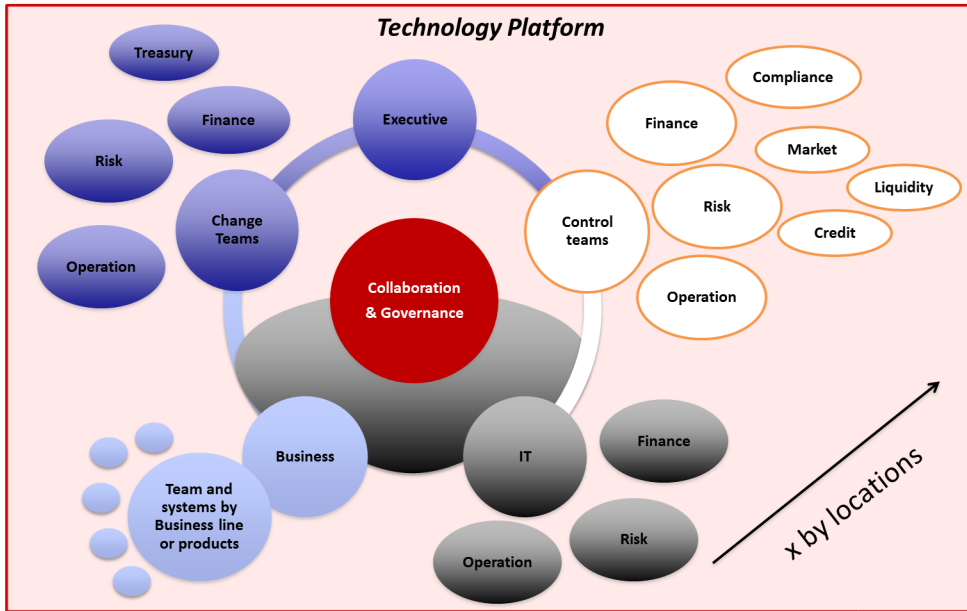 Technology Platform
Treasury
Finance
Risk
Operation
Change
Teams
Executive
Control
teams
Compliance
Finance
Market
Liquidity
Risk
Credit
Operation
Collaboration
& Governance
Business
Team and
systems by
Business line
or products
IT
Finance
Risk
Operation
x by locations